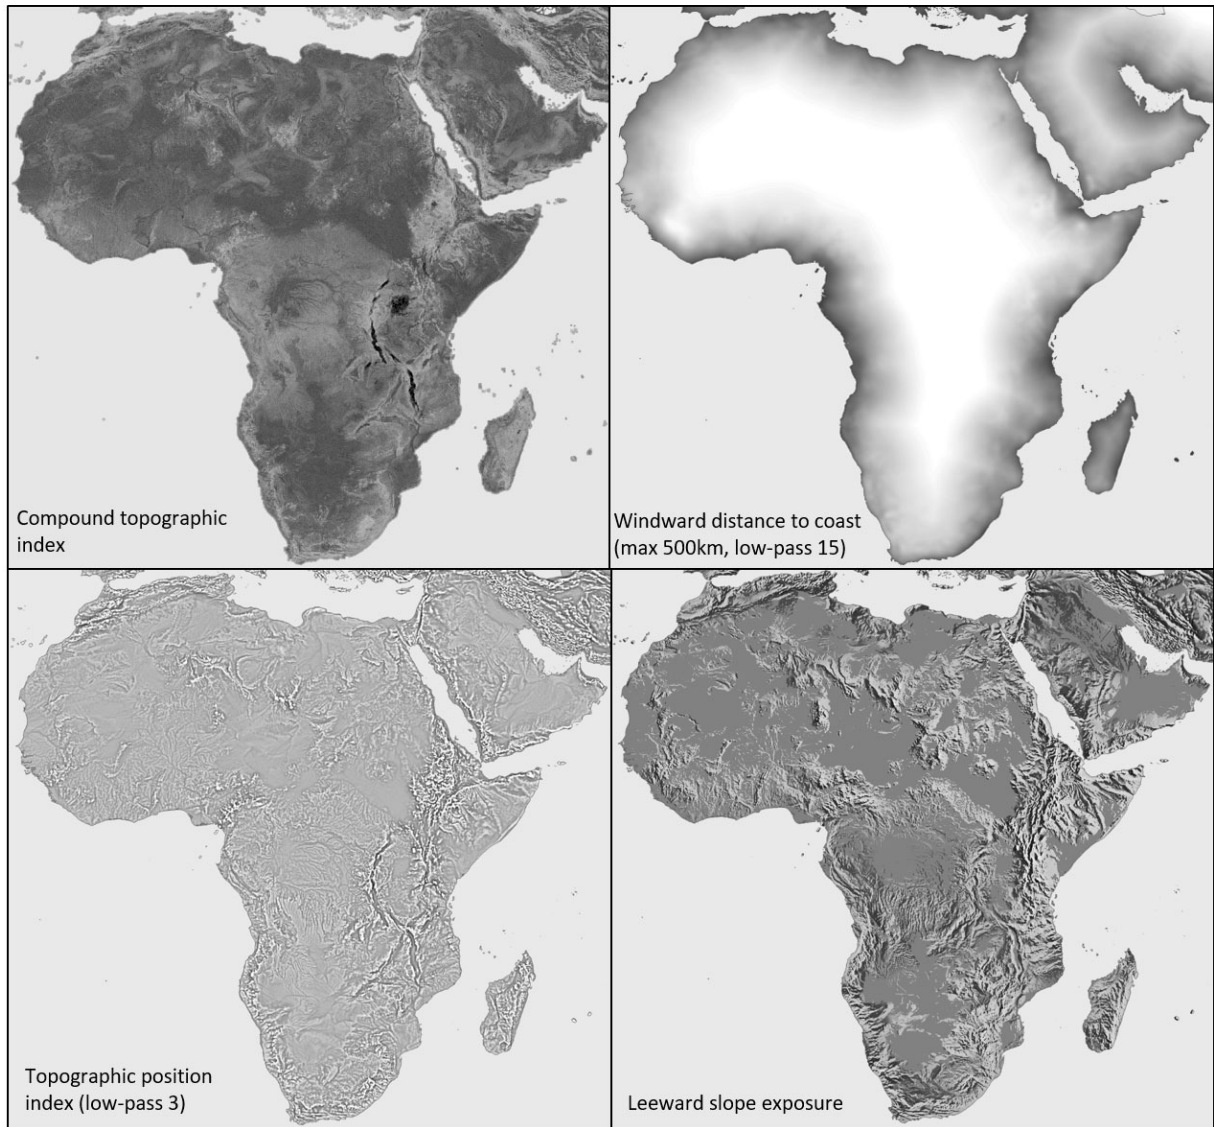 Compound topographic
index
Windward distance to coast
(max 500km, low-pass 15)
Topographic position
index (low-pass 3)
Leeward slope exposure